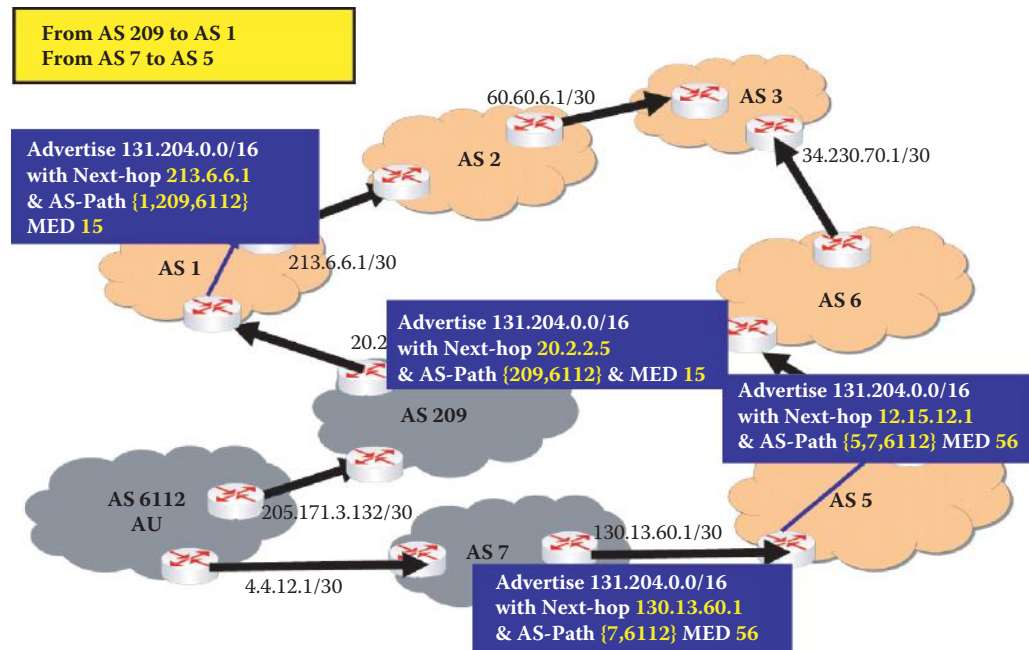 From AS 209 to AS 1
From AS 7 to AS 5
60.60.6.1/30
AS 3
AS 2
34.230.70.1/30
Advertise 131.204.0.0/16
with Next-hop 213.6.6.1
& AS-Path {1,209,6112}
MED 15
AS 1
213.6.6.1/30
AS 6
20.2
Advertise 131.204.0.0/16
with Next-hop 20.2.2.5
& AS-Path {209,6112} & MED 15
Advertise 131.204.0.0/16
with Next-hop 12.15.12.1
& AS-Path {5,7,6112} MED 56
AS 209
AS 6112
AU
205.171.3.132/30
AS 5
AS 7
130.13.60.1/30
4.4.12.1/30
Advertise 131.204.0.0/16
with Next-hop 130.13.60.1
& AS-Path {7,6112} MED 56